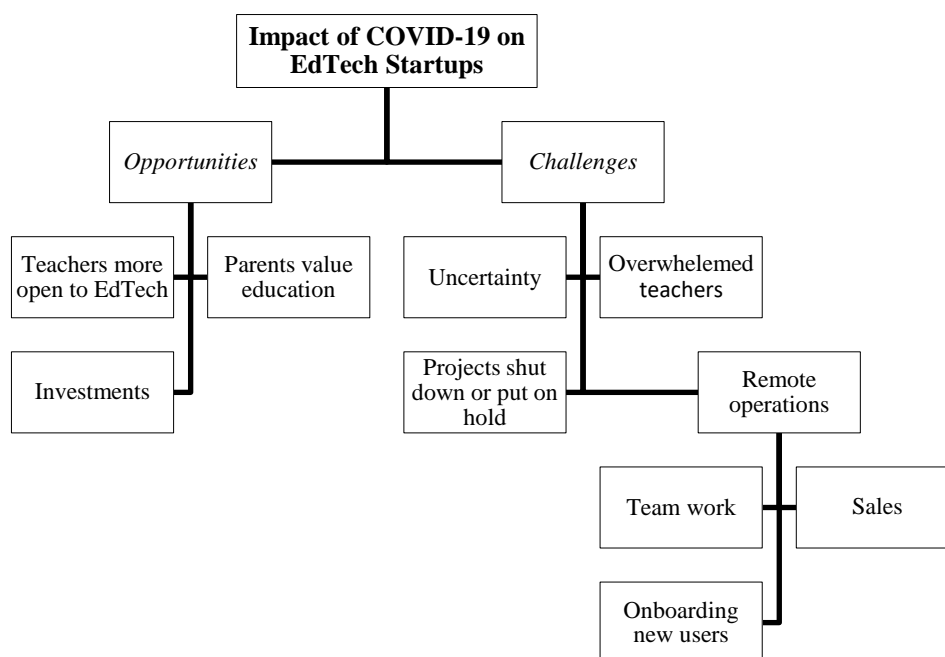 Impact of COVID-19 on
EdTech Startups
Opportunities
Challenges
Teachers more
open to EdTech
Parents value
education
Uncertainty
Overwhelemed
teachers
Investments
Projects shut
down or put on
hold
Remote
operations
Team work
Sales
Onboarding
new users